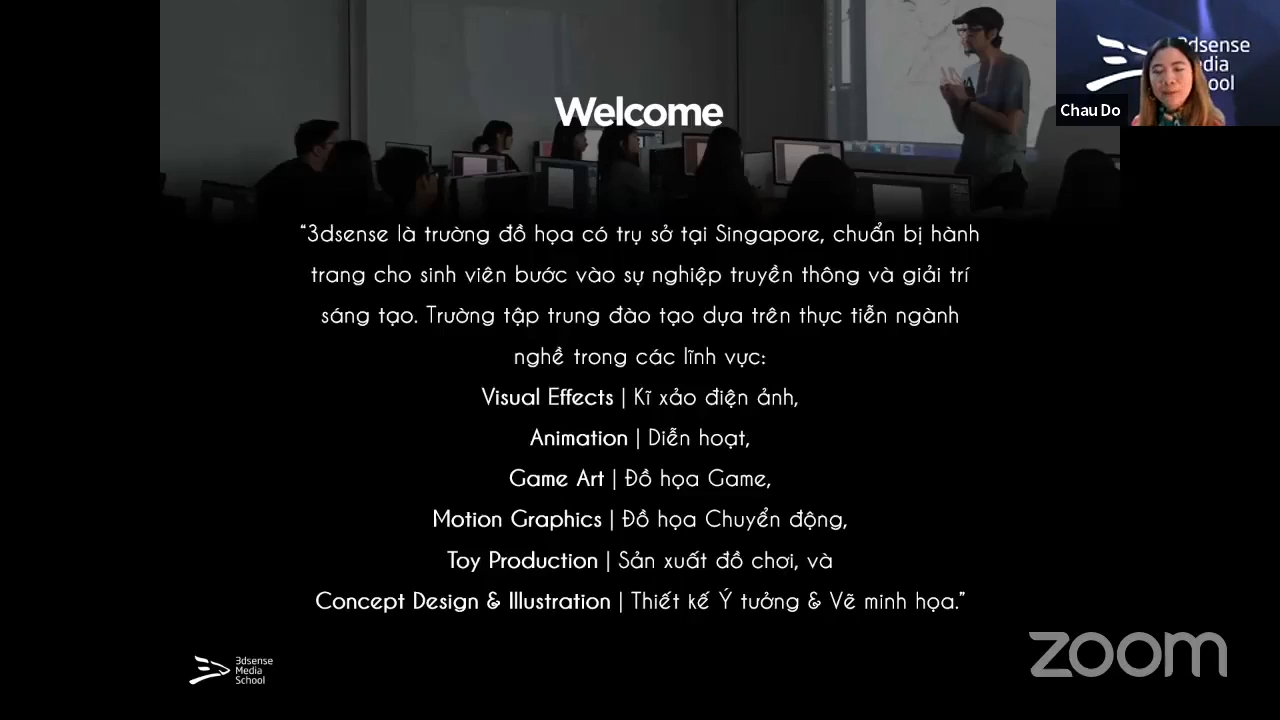 Welcome
3dsense
Media
School
Chau Do
“3dsense là trường đồ họa có trụ sở tại Singapore, chuẩn bị hành
trang cho sinh viên bước vào sự nghiệp truyền thông và giải trí
sáng tạo. Trường tập trung đào tạo dựa trên thực tiễn ngành
nghề trong các lĩnh vực:
Visual Effects | Kĩ xảo điện ảnh,
Animation | Diễn hoạt,
Game Art | Đồ họa Game,
Motion Graphics | Đồ họa Chuyển động,
Toy Production | Sản xuất đồ chơi, và
Concept Design & Illustration | Thiết kế Ý tưởng & Vẽ minh họa.”
3dsense
Media
School
zoom